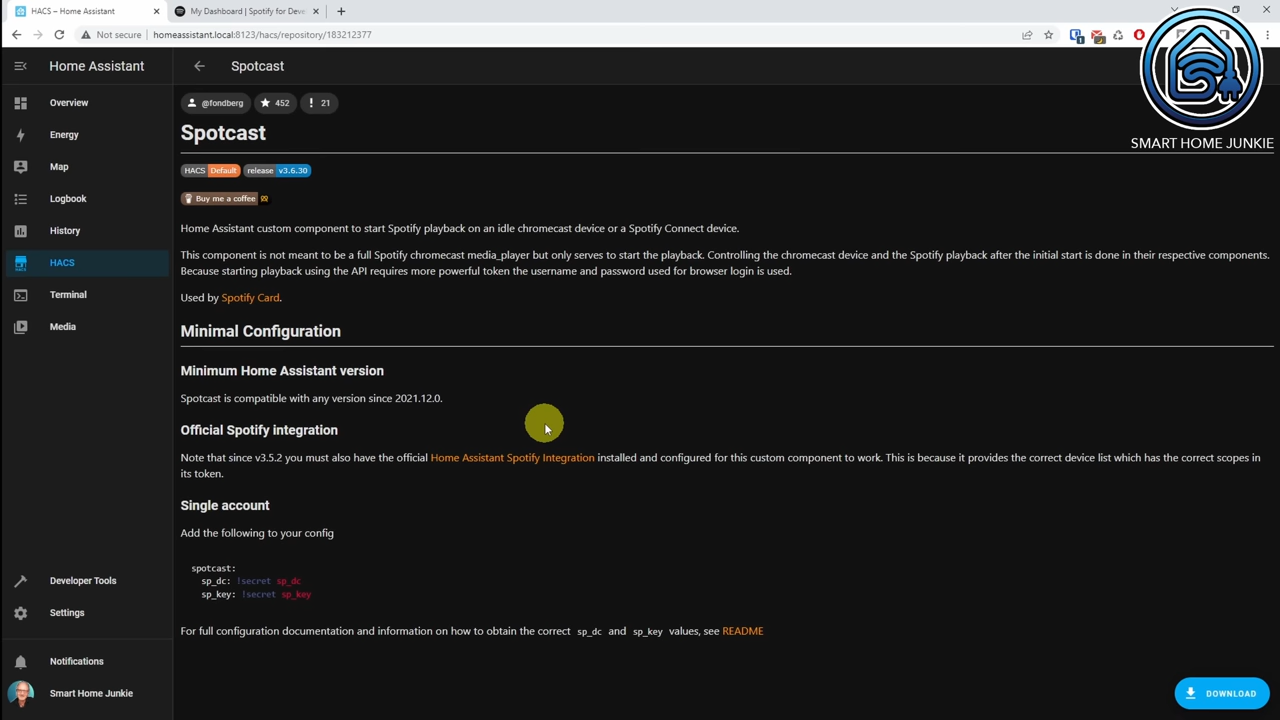 HACS – Home Assistant
My Dashboard | Spotify for Deve
Not secure
homeassistant.local:8123/hacs/repository/183212377
Home Assistant
Spotcast
SMART HOME JUNKIE
Overview
Energy
Map
Logbook
History
HACS
Terminal
Media
Developer Tools
Settings
Notifications
Smart Home Junkie
@fondberg
452
21
Spotcast
HACS Default release v3.6.30
Buy me a coffee
Home Assistant custom component to start Spotify playback on an idle chromecast device or a Spotify Connect device.
This component is not meant to be a full Spotify chromecast media_player but only serves to start the playback. Controlling the chromecast device and the Spotify playback after the initial start is done in their respective components.
Because starting playback using the API requires more powerful token the username and password used for browser login is used.
Used by Spotify Card.
Minimal Configuration
Minimum Home Assistant version
Spotcast is compatible with any version since 2021.12.0.
Official Spotify integration
Note that since v3.5.2 you must also have the official Home Assistant Spotify Integration installed and configured for this custom component to work. This is because it provides the correct device list which has the correct scopes in
its token.
Single account
Add the following to your config
spotcast:
sp_dc: !secret sp_dc
sp_key: !secret sp_key
For full configuration documentation and information on how to obtain the correct sp_dc and sp_key values, see README
DOWNLOAD